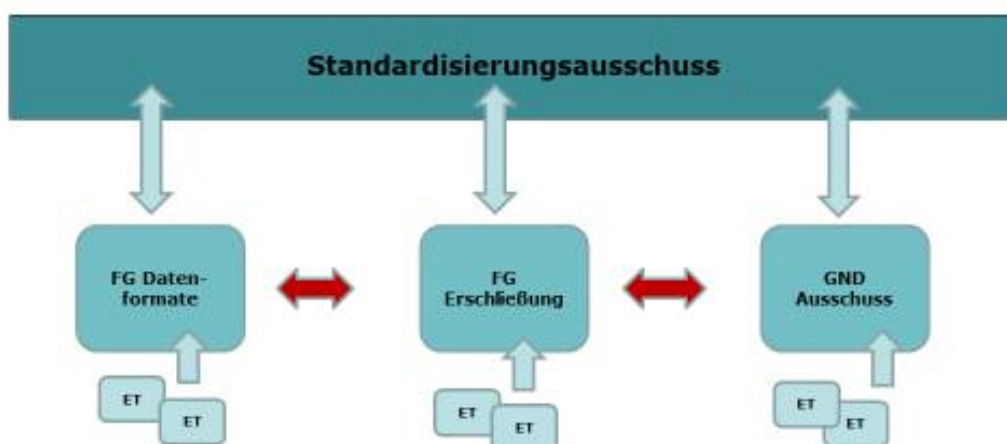 Standardisierungsausschuss
FG Daten-
formate
FG
Erschließung
GND
Ausschuss
ET
ET
ET
ET
ET
ET